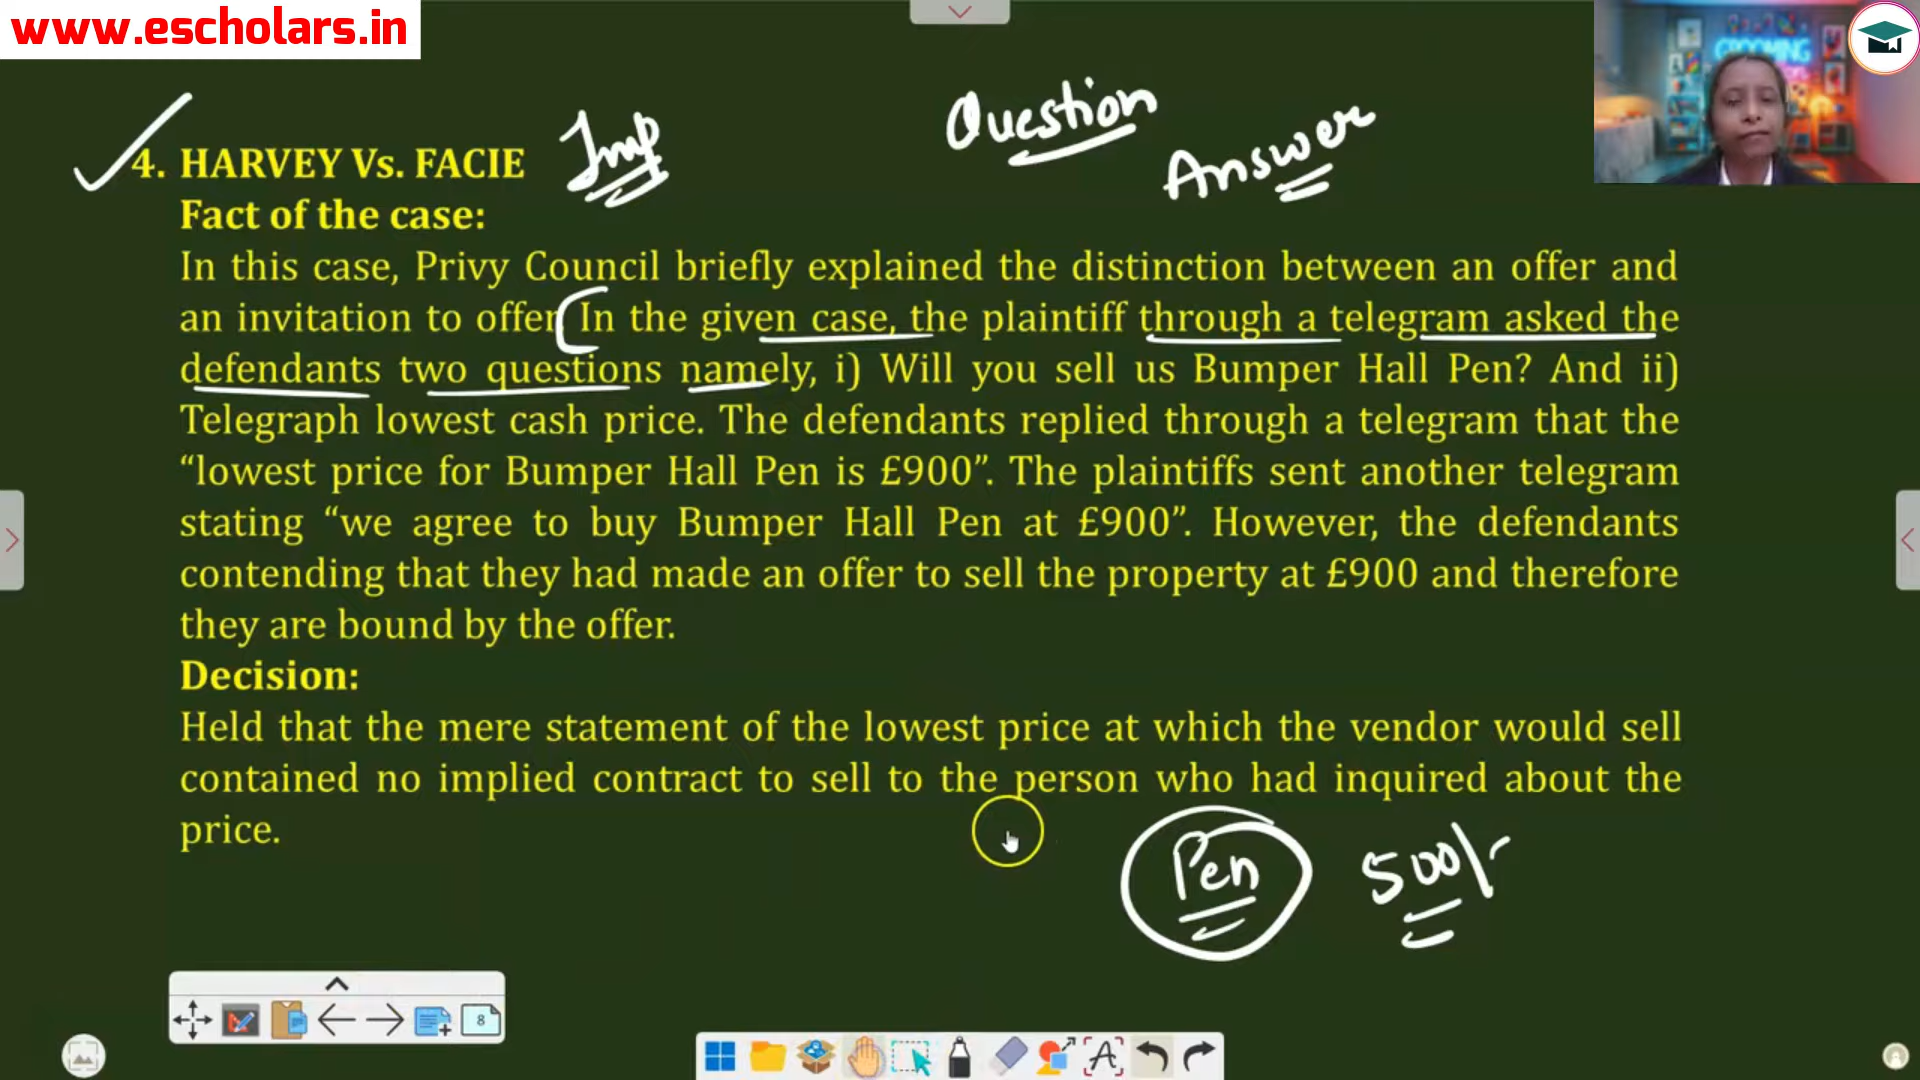 www.escholars.in
GROOMING
Question
Answer
4. HARVEY Vs. FACIE Imp
Fact of the case:
In this case, Privy Council briefly explained the distinction between an offer and
an invitation to offer. In the given case, the plaintiff through a telegram asked the
defendants two questions namely, i) Will you sell us Bumper Hall Pen? And ii)
Telegraph lowest cash price. The defendants replied through a telegram that the
“lowest price for Bumper Hall Pen is £900”. The plaintiffs sent another telegram
stating “we agree to buy Bumper Hall Pen at £900”. However, the defendants
contending that they had made an offer to sell the property at £900 and therefore
they are bound by the offer.
Decision:
Held that the mere statement of the lowest price at which the vendor would sell
contained no implied contract to sell to the person who had inquired about the
price.
Pen 500/-
8